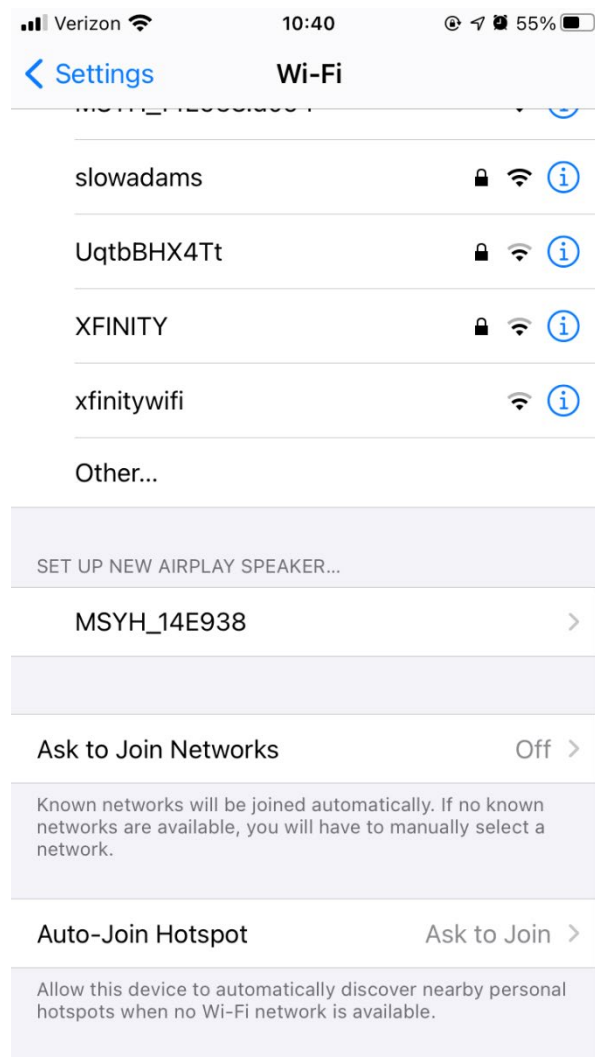 Verizon 10:40 55%
Settings Wi-Fi
slowadams
UqtbBHX4Tt
XFINITY
xfinitywifi
Other...
SET UP NEW AIRPLAY SPEAKER...
MSYH_14E938
Ask to Join Networks Off
Known networks will be joined automatically. If no known
networks are available, you will have to manually select a
network.
Auto-Join Hotspot Ask to Join
Allow this device to automatically discover nearby personal
hotspots when no Wi-Fi network is available.